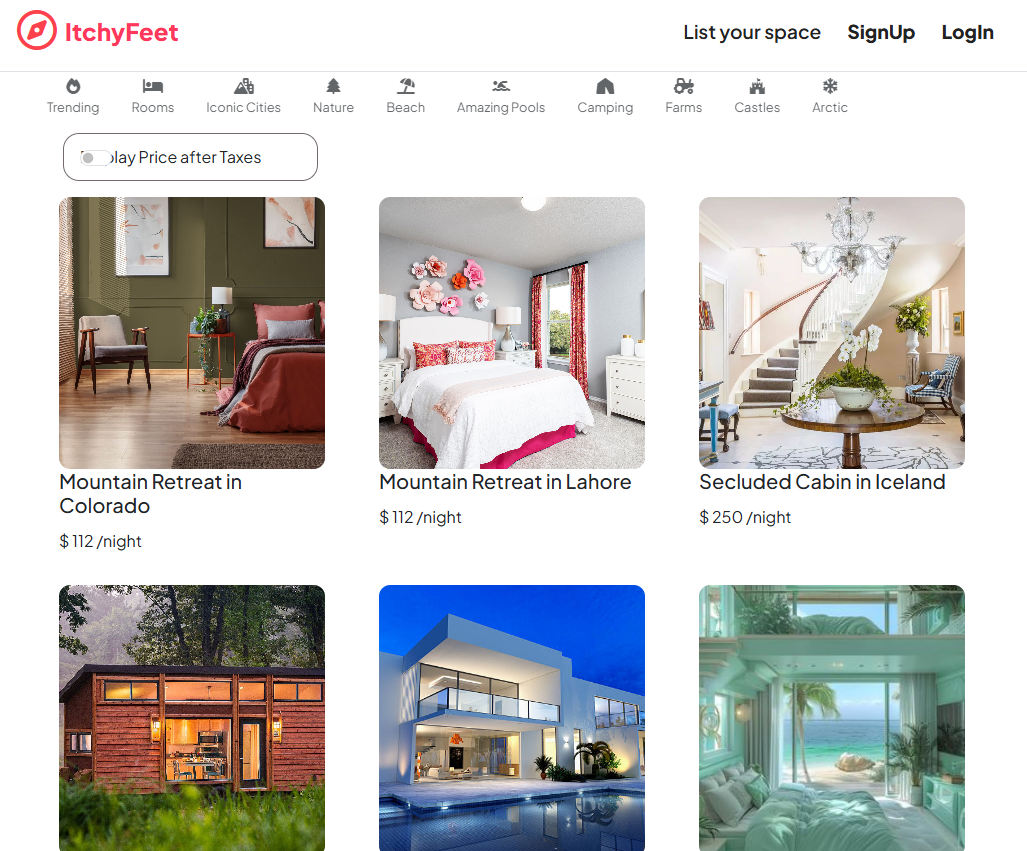 ItchyFeet
List your space SignUp LogIn
Trending Rooms Iconic Cities Nature Beach Amazing Pools Camping Farms Castles Arctic
Price after Taxes
Mountain Retreat in
Colorado
$ 112 /night
Mountain Retreat in Lahore
$ 112 /night
Secluded Cabin in Iceland
$ 250 /night